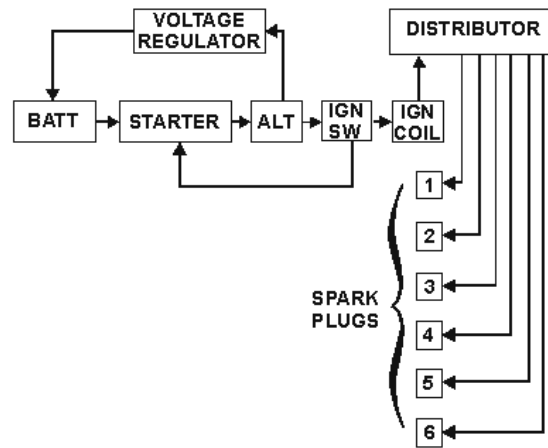 VOLTAGE
REGULATOR
DISTRIBUTOR
BATT
STARTER
ALT
IGN
SW
IGN
COIL
SPARK
PLUGS
1
2
3
4
5
6